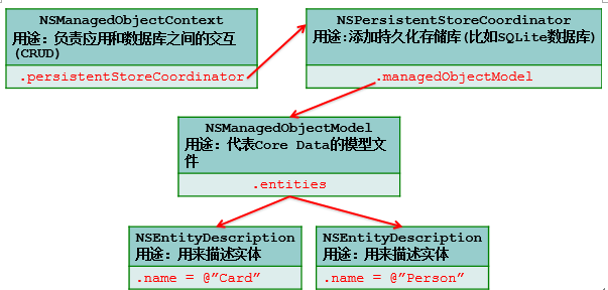 NSManagedObjectContext
用途：负责应用和数据库之间的交互
(CRUD)
.persistentStoreCoordinator
NSPersistentStoreCoordinator
用途:添加持久化存储库(比如SQLite数据库)
.managedObjectModel
NSManagedObjectModel
用途：代表Core Data的模型文
件
.entities
NSEntityDescription
用途：用来描述实体
.name = @"Card"
NSEntityDescription
用途：用来描述实体
.name = @"Person"